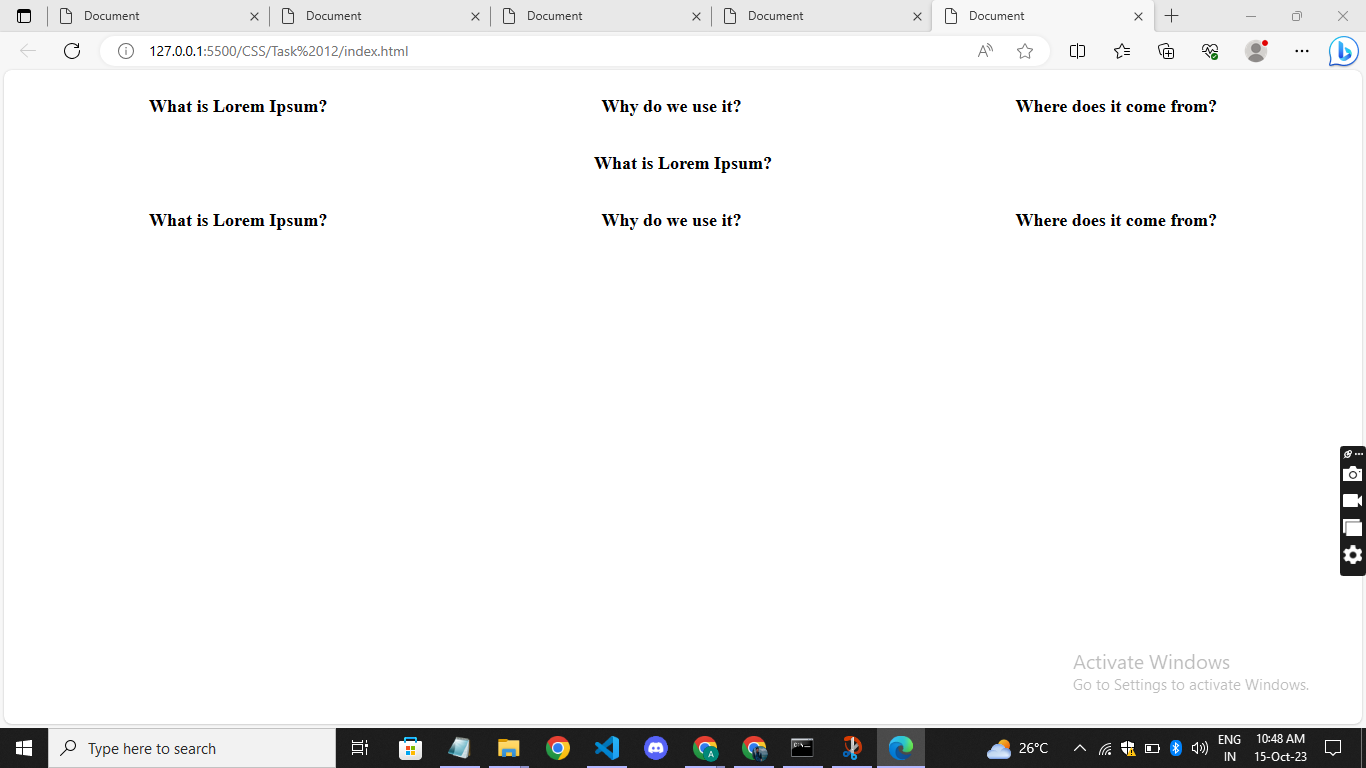 Document Document Document Document Document
127.0.0.1:5500/CSS/Task%2012/index.html
What is Lorem Ipsum? Why do we use it? Where does it come from?
What is Lorem Ipsum?
What is Lorem Ipsum? Why do we use it? Where does it come from?
Activate Windows
Go to Settings to activate Windows.
Type here to search
26°C
ENG
IN
10:48 AM
15-Oct-23